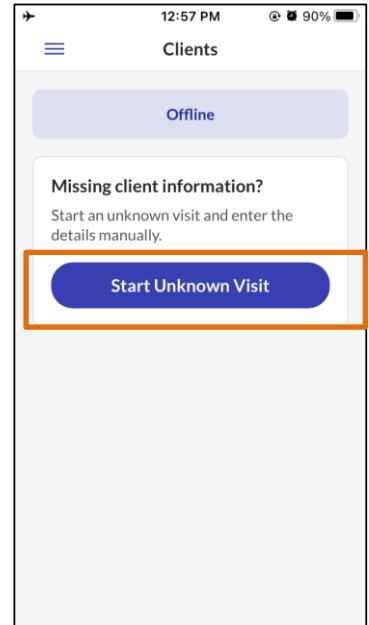 12:57 PM 90%
Clients
Offline
Missing client information?
Start an unknown visit and enter the
details manually.
Start Unknown Visit